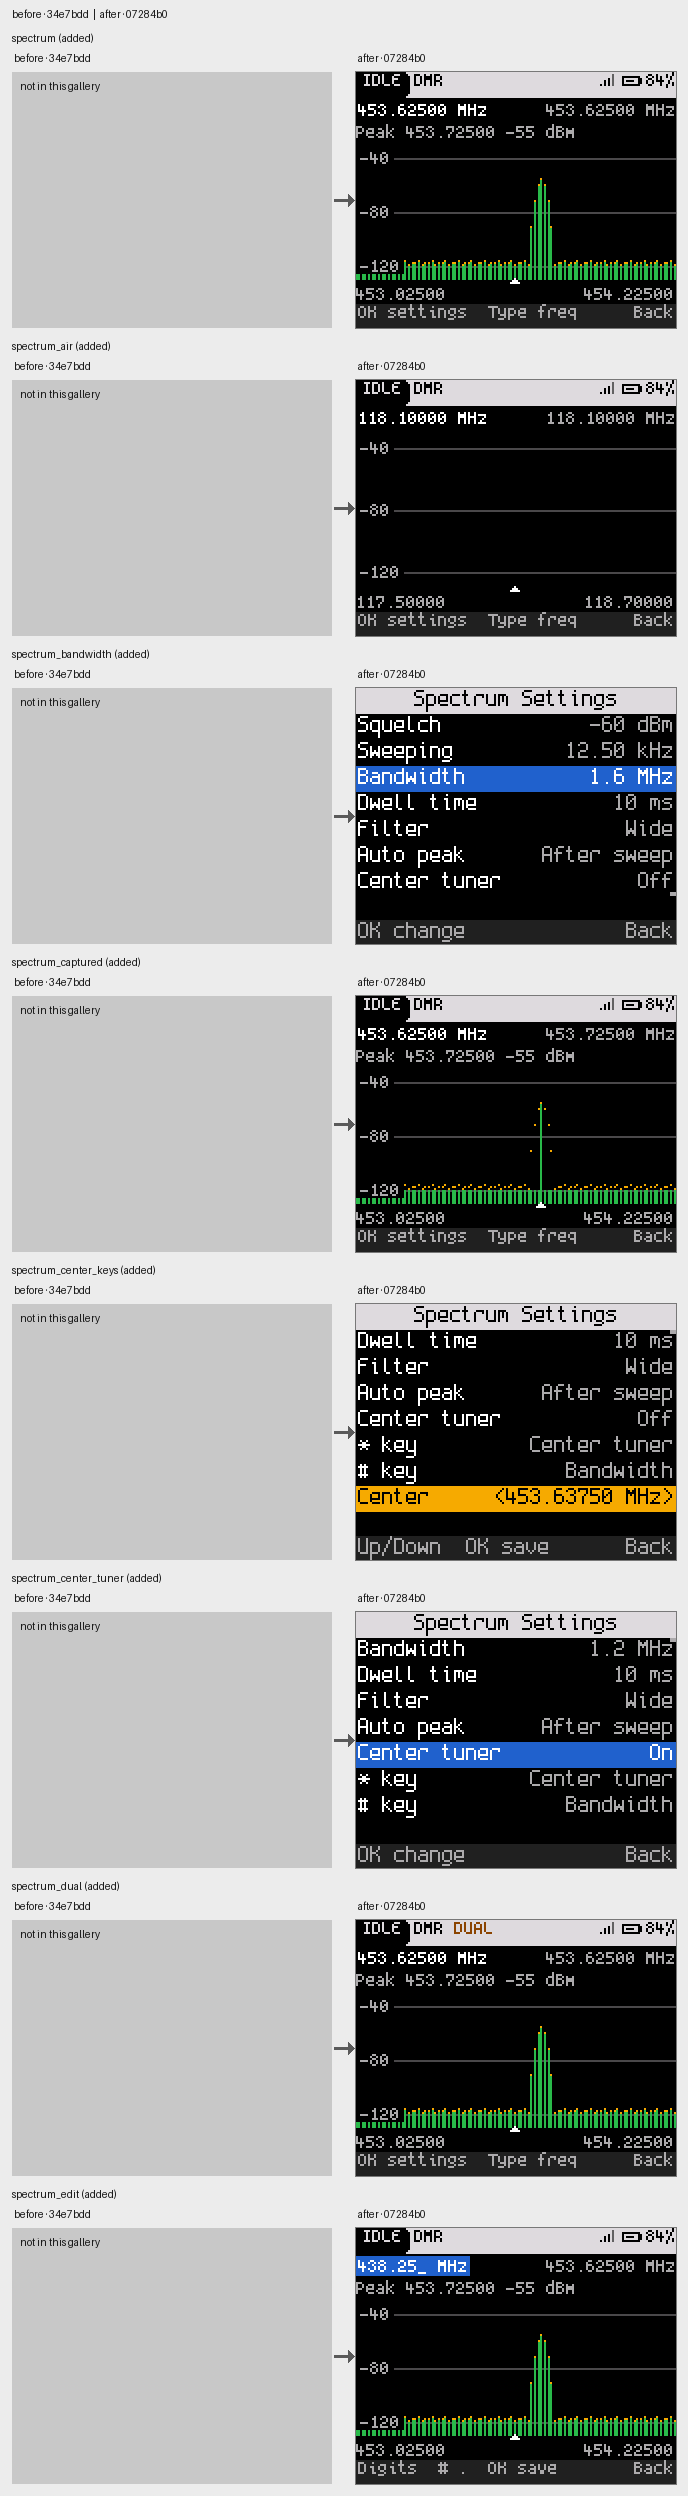 before · 34e7bdd | after · 07284b0
spectrum (added)
before · 34e7bdd after · 07284b0
not in this gallery
IDLE DMR 84%
453.62500 MHz 453.62500 MHz
Peak 453.72500 -55 dBm
-40
-80
-120
453.02500 454.22500
OK settings Type freq Back
spectrum_air (added)
before · 34e7bdd after · 07284b0
not in this gallery
IDLE DMR 84%
118.10000 MHz 118.10000 MHz
-40
-80
-120
117.50000 118.70000
OK settings Type freq Back
spectrum_bandwidth (added)
before · 34e7bdd after · 07284b0
not in this gallery
Spectrum Settings
Squelch -60 dBm
Sweeping 12.50 kHz
Bandwidth 1.6 MHz
Dwell time 10 ms
Filter Wide
Auto peak After sweep
Center tuner Off
OK change Back
spectrum_captured (added)
before · 34e7bdd after · 07284b0
not in this gallery
IDLE DMR 84%
453.62500 MHz 453.72500 MHz
Peak 453.72500 -55 dBm
-40
-80
-120
453.02500 454.22500
OK settings Type freq Back
spectrum_center_keys (added)
before · 34e7bdd after · 07284b0
not in this gallery
Spectrum Settings
Dwell time 10 ms
Filter Wide
Auto peak After sweep
Center tuner Off
* key Center tuner
# key Bandwidth
Center <453.63750 MHz>
Up/Down OK save Back
spectrum_center_tuner (added)
before · 34e7bdd after · 07284b0
not in this gallery
Spectrum Settings
Bandwidth 1.2 MHz
Dwell time 10 ms
Filter Wide
Auto peak After sweep
Center tuner On
* key Center tuner
# key Bandwidth
OK change Back
spectrum_dual (added)
before · 34e7bdd after · 07284b0
not in this gallery
IDLE DMR DUAL 84%
453.62500 MHz 453.62500 MHz
Peak 453.72500 -55 dBm
-40
-80
-120
453.02500 454.22500
OK settings Type freq Back
spectrum_edit (added)
before · 34e7bdd after · 07284b0
not in this gallery
IDLE DMR 84%
438.25_ MHz 453.62500 MHz
Peak 453.72500 -55 dBm
-40
-80
-120
453.02500 454.22500
Digits # . OK save Back